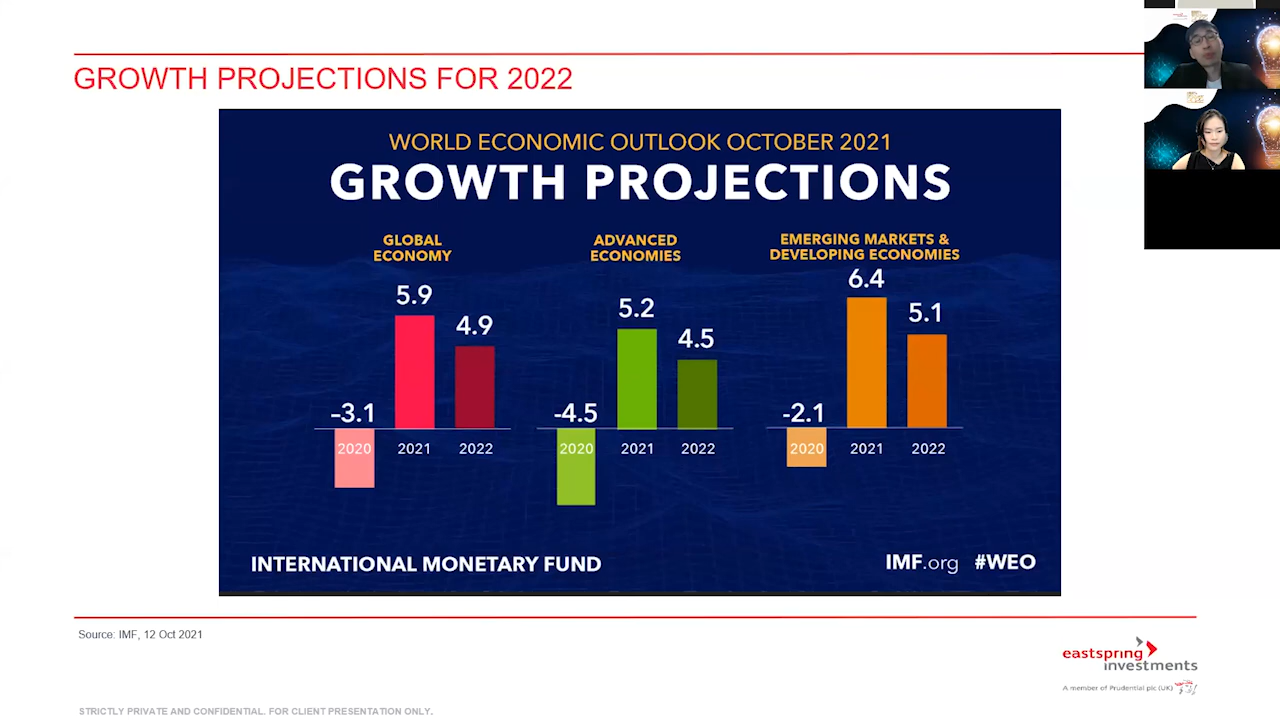 GROWTH PROJECTIONS FOR 2022
WORLD ECONOMIC OUTLOOK OCTOBER 2021
GROWTH PROJECTIONS
GLOBAL
ECONOMY
5.9
4.9
-3.1
2020
2021
2022
ADVANCED
ECONOMIES
5.2
4.5
-4.5
2020
2021
2022
EMERGING MARKETS &
DEVELOPING ECONOMIES
6.4
5.1
-2.1
2020
2021
2022
INTERNATIONAL MONETARY FUND
IMF.org #WEO
Source: IMF, 12 Oct 2021
eastspring
investments
A member of Prudential plc (UK)
STRICTLY PRIVATE AND CONFIDENTIAL. FOR CLIENT PRESENTATION ONLY.